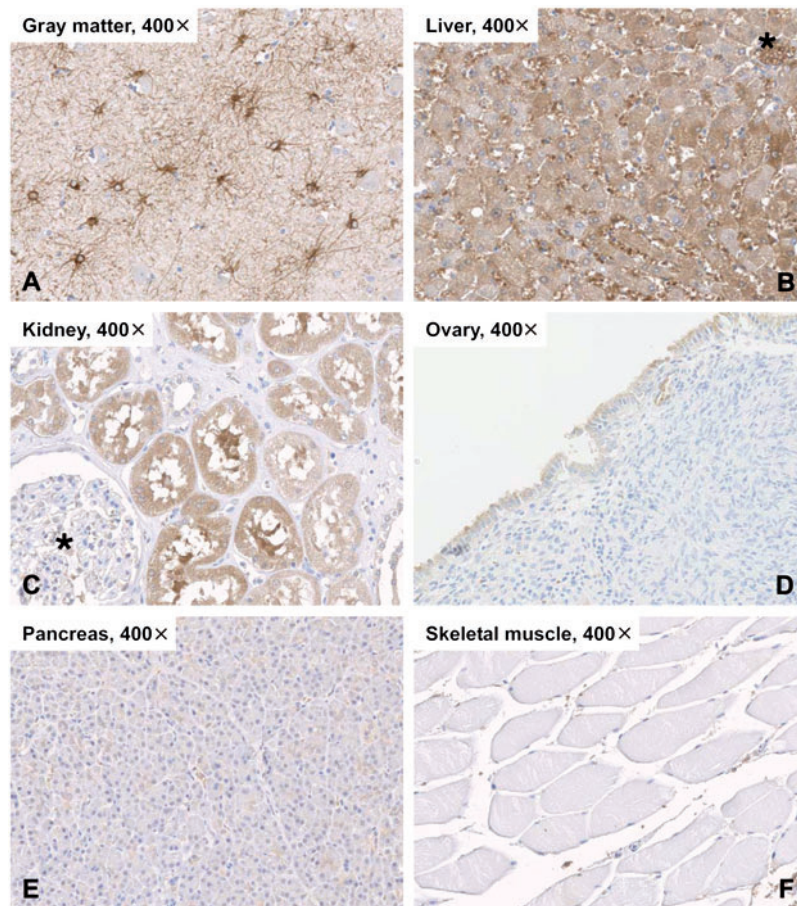 Gray matter, 400×
A
Liver, 400×
*
B
Kidney, 400×
*
C
Ovary, 400×
D
Pancreas, 400×
E
Skeletal muscle, 400×
F